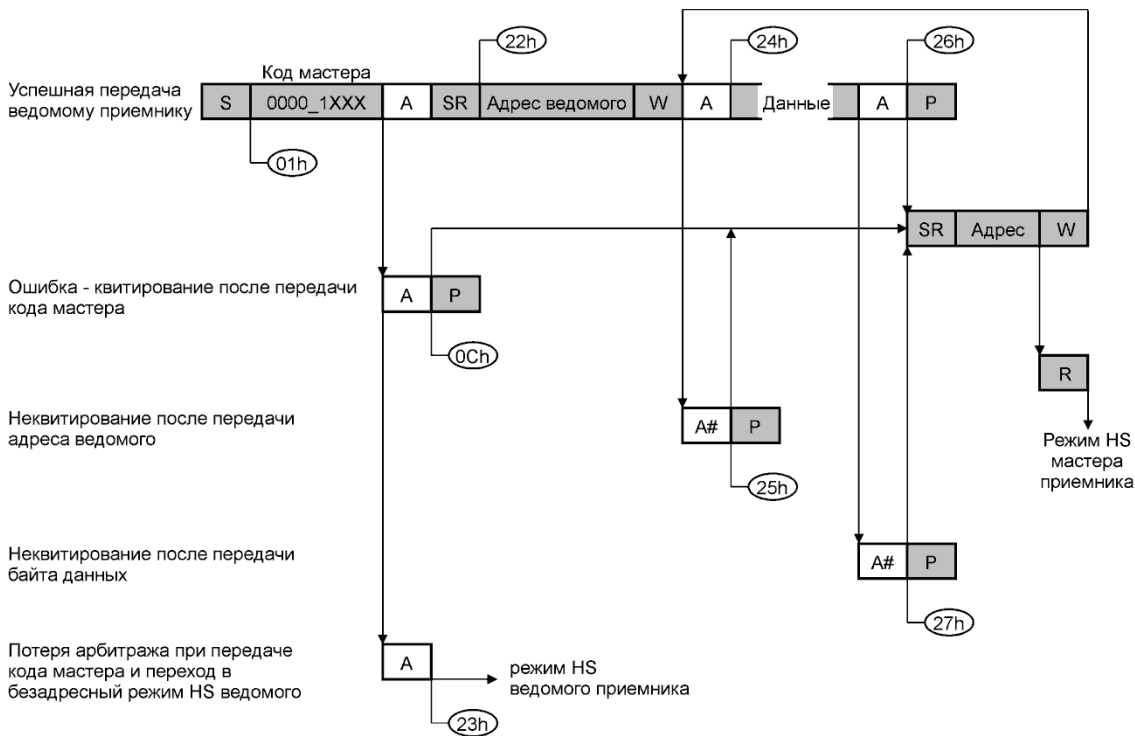 22h
24h
26h
Код мастера
Успешная передача
ведомому приемнику
S 0000_1XXX A SR Адрес ведомого W A Данные A P
01h
SR Адрес W
Ошибка - квитирование после передачи
кода мастера
A P
0Ch
R
Неквитирование после передачи
адреса ведомого
A# P
Режим HS
мастера
приемника
25h
Неквитирование после передачи
байта данных
A# P
27h
Потеря арбитража при передаче
кода мастера и переход в
безадресный режим HS ведомого
A
режим HS
ведомого приемника
23h